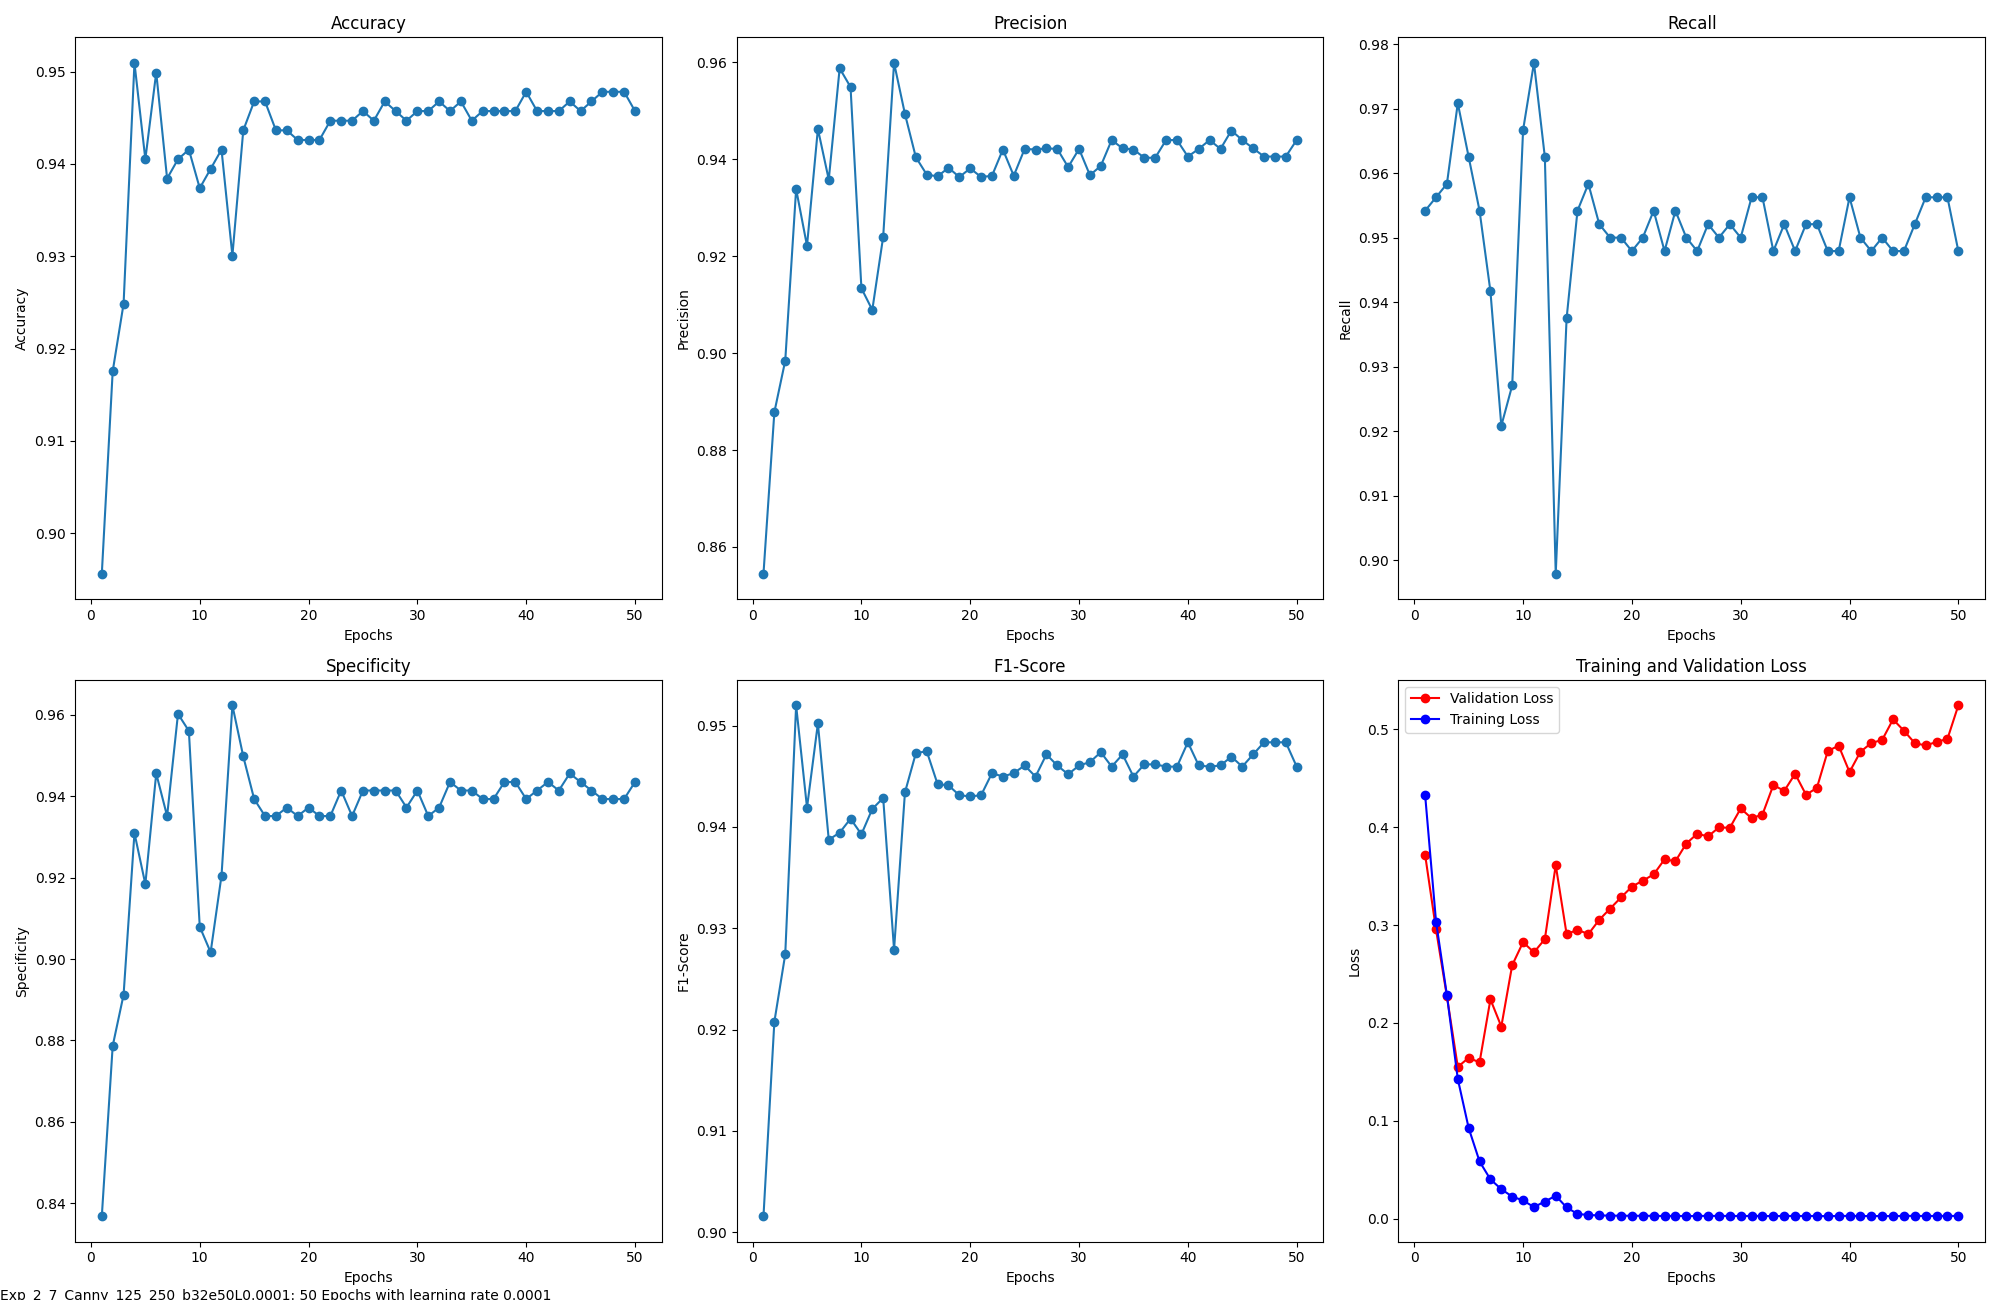 Accuracy
Accuracy
0.95
0.94
0.93
0.92
0.91
0.90
0 10 20 30 40 50
Epochs
Precision
Precision
0.96
0.94
0.92
0.90
0.88
0.86
0 10 20 30 40 50
Epochs
Recall
Recall
0.98
0.97
0.96
0.95
0.94
0.93
0.92
0.91
0.90
0 10 20 30 40 50
Epochs
Specificity
Specificity
0.96
0.94
0.92
0.90
0.88
0.86
0.84
0 10 20 30 40 50
Epochs
F1-Score
F1-Score
0.95
0.94
0.93
0.92
0.91
0.90
0 10 20 30 40 50
Epochs
Training and Validation Loss
Validation Loss
Training Loss
Loss
0.5
0.4
0.3
0.2
0.1
0.0
0 10 20 30 40 50
Epochs
Exp_2_7_Canny_125_250_b32e50L0.0001: 50 Epochs with learning rate 0.0001